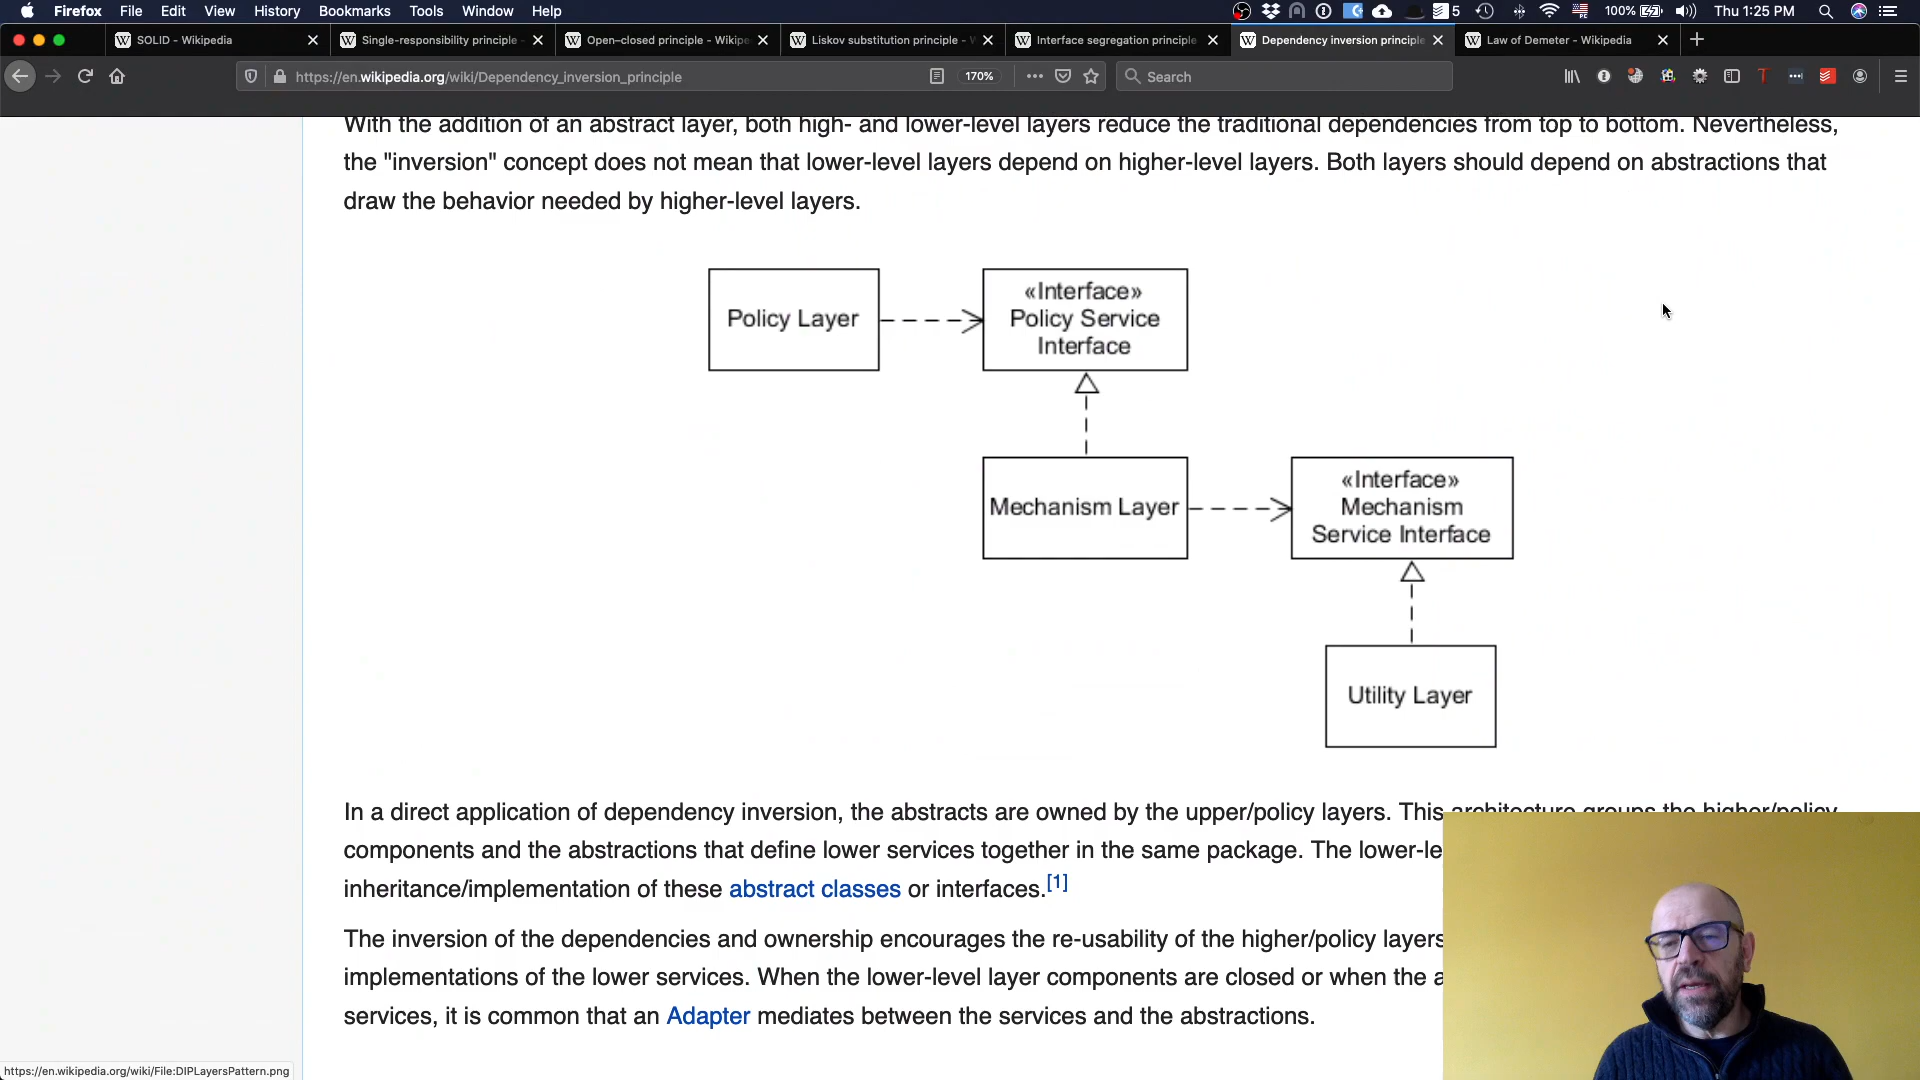 Firefox File Edit View History Bookmarks Tools Window Help 5 100% Thu 1:25 PM
SOLID - Wikipedia Single-responsibility principle - Open–closed principle - Wikipe Liskov substitution principle - W Interface segregation principle Dependency inversion principle Law of Demeter - Wikipedia
https://en.wikipedia.org/wiki/Dependency_inversion_principle 170% Search
With the addition of an abstract layer, both high- and lower-level layers reduce the traditional dependencies from top to bottom. Nevertheless,
the "inversion" concept does not mean that lower-level layers depend on higher-level layers. Both layers should depend on abstractions that
draw the behavior needed by higher-level layers.
Policy Layer
«Interface»
Policy Service
Interface
Mechanism Layer
«Interface»
Mechanism
Service Interface
Utility Layer
In a direct application of dependency inversion, the abstracts are owned by the upper/policy layers. This architecture groups the higher/policy
components and the abstractions that define lower services together in the same package. The lower-le
inheritance/implementation of these abstract classes or interfaces.[1]
The inversion of the dependencies and ownership encourages the re-usability of the higher/policy layers
implementations of the lower services. When the lower-level layer components are closed or when the a
services, it is common that an Adapter mediates between the services and the abstractions.
https://en.wikipedia.org/wiki/File:DIPLayersPattern.png